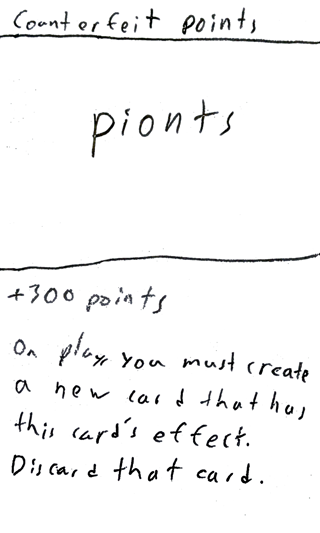 Counterfeit points
pionts
+300 points
On play, you must create
a new card that has
this card's effect.
Discard that card.